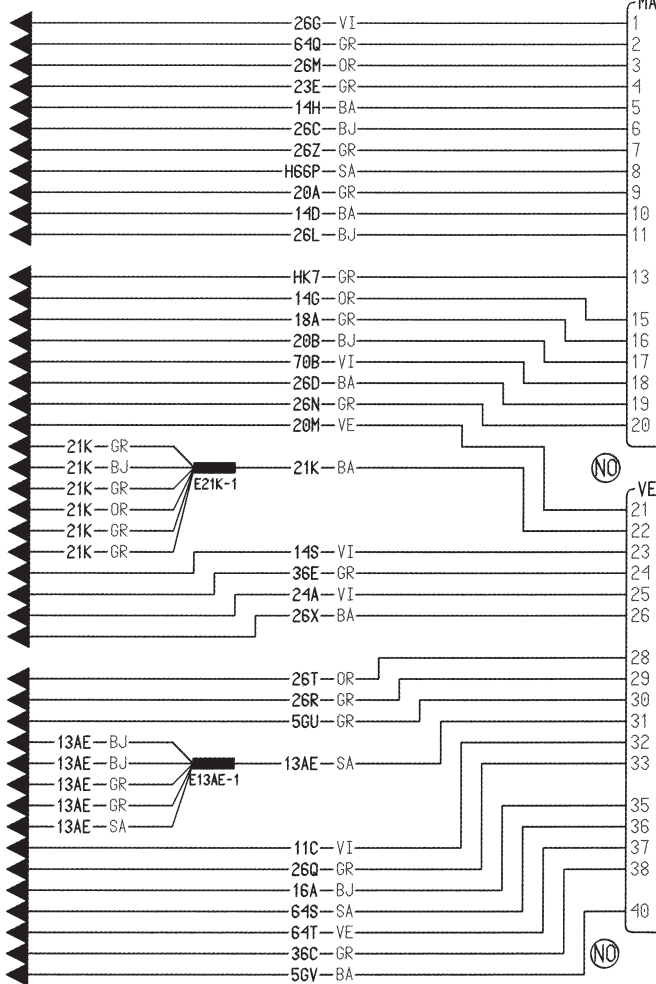 MA
26G VI 1
64Q GR 2
26M OR 3
23E GR 4
14H BA 5
26C BJ 6
26Z GR 7
H66P SA 8
20A GR 9
14D BA 10
26L BJ 11
HK7 GR 13
14G OR
18A GR 15
20B BJ 16
70B VI 17
26D BA 18
26N GR 19
20M VE 20
21K GR
21K BJ 21K BA NO
21K GR E21K-1 VE
21K OR 21
21K GR 22
21K GR 14S VI 23
36E GR 24
24A VI 25
26X BA 26
28
26T OR 29
26R GR 30
5GU GR 31
13AE BJ 32
13AE BJ 13AE SA 33
13AE GR E13AE-1
13AE GR 35
13AE SA 36
11C VI 37
26Q GR 38
16A BJ
64S SA 40
64T VE
36C GR NO
5GV BA